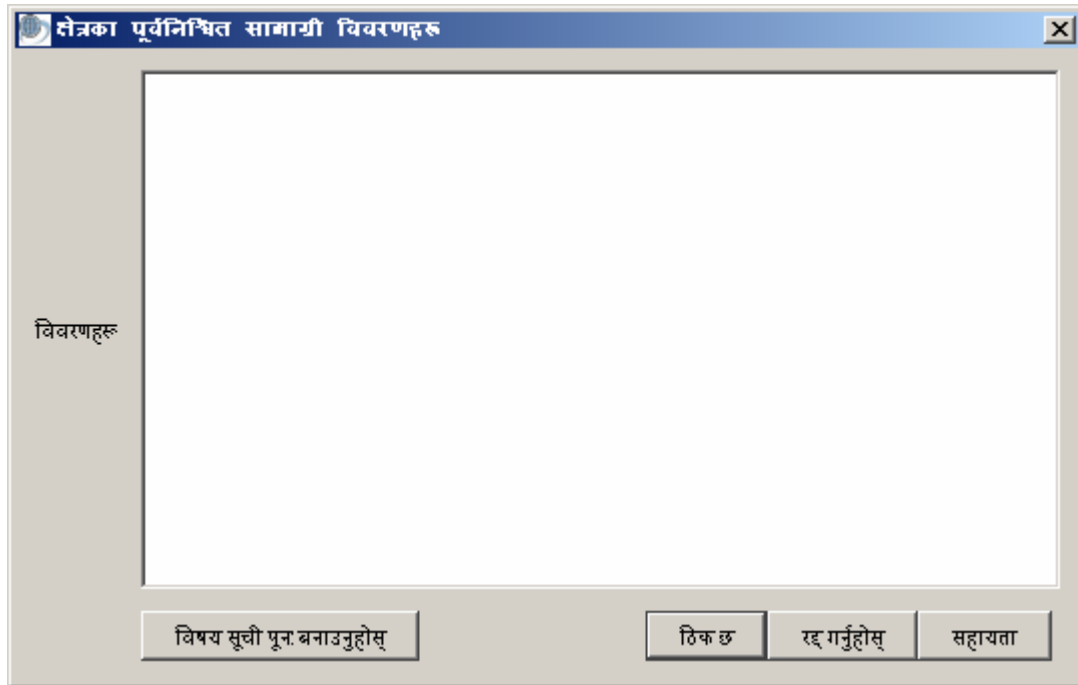 क्षेत्रका पूर्वनिश्चित सामाग्री विवरणहरू
विवरणहरू
विषय सूची पून: बनाउनुहोस्
ठिक छ
रद्द गर्नुहोस्
सहायता